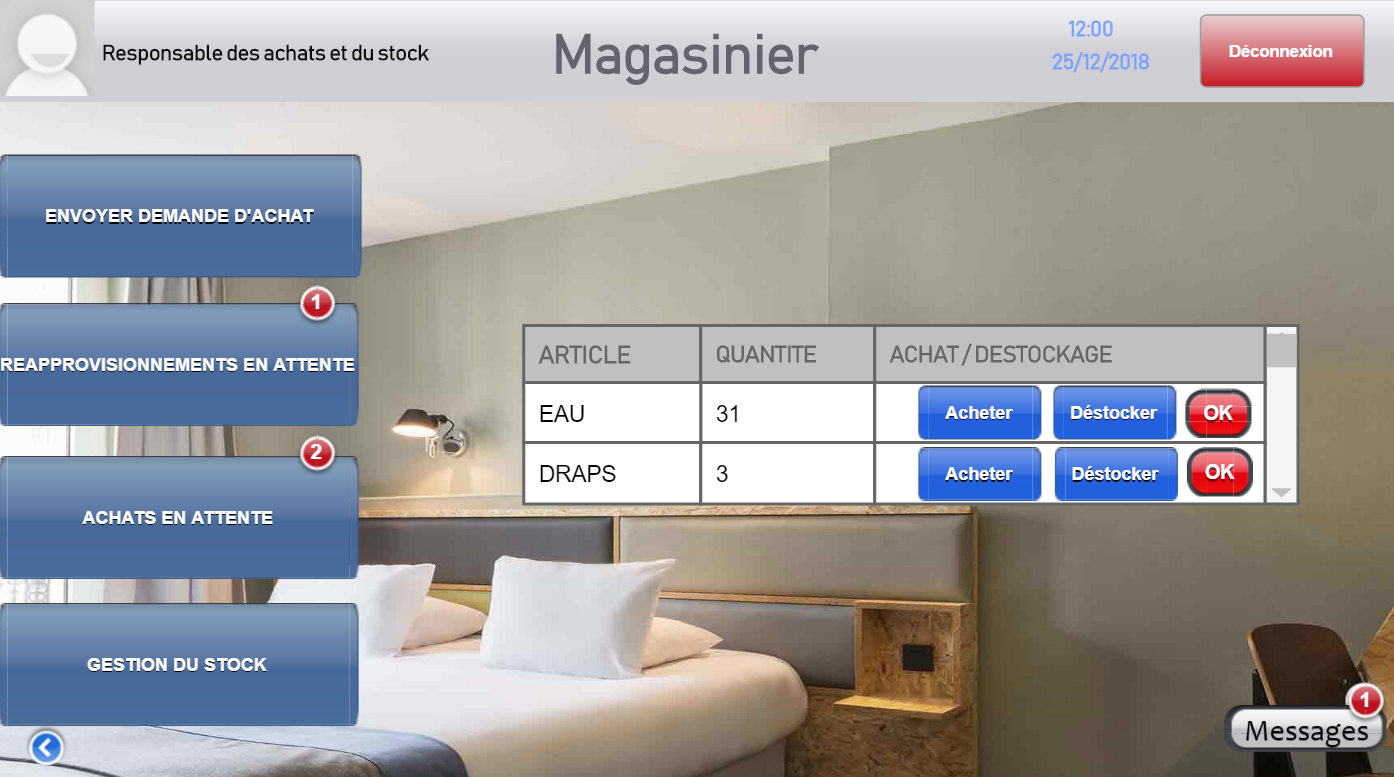 Responsable des achats et du stock
Magasinier
12:00
25/12/2018
Déconnexion
ENVOYER DEMANDE D'ACHAT
1
REAPPROVISIONNEMENTS EN ATTENTE
2
ACHATS EN ATTENTE
GESTION DU STOCK
ARTICLE QUANTITE ACHAT / DESTOCKAGE
EAU 31 Acheter Déstocker OK
DRAPS 3 Acheter Déstocker OK
1
Messages